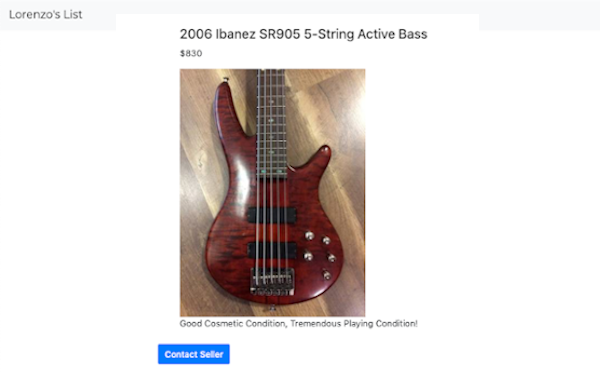 Lorenzo's List
2006 Ibanez SR905 5-String Active Bass
$830
Good Cosmetic Condition, Tremendous Playing Condition!
Contact Seller